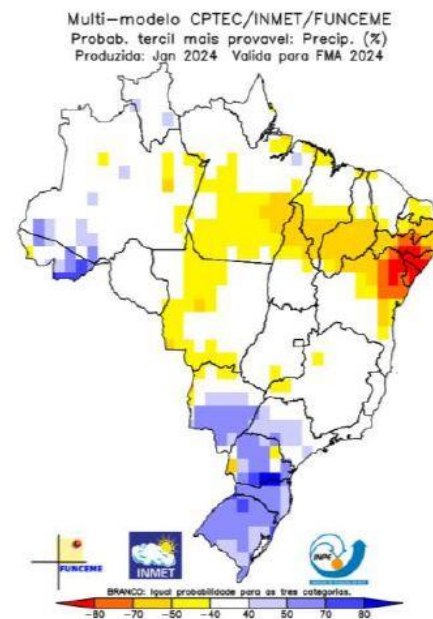 Multi-modelo CPTEC/INMET/FUNCEME
Probab. tercil mais provavel: Precip. (%)
Produzida: Jan 2024 Valida para FMA 2024
FUNCEME
INMET
INPE
BRANCO: Igual probabilidade para as tres categorias.
-80 -70 -50 -40 40 50 70 80